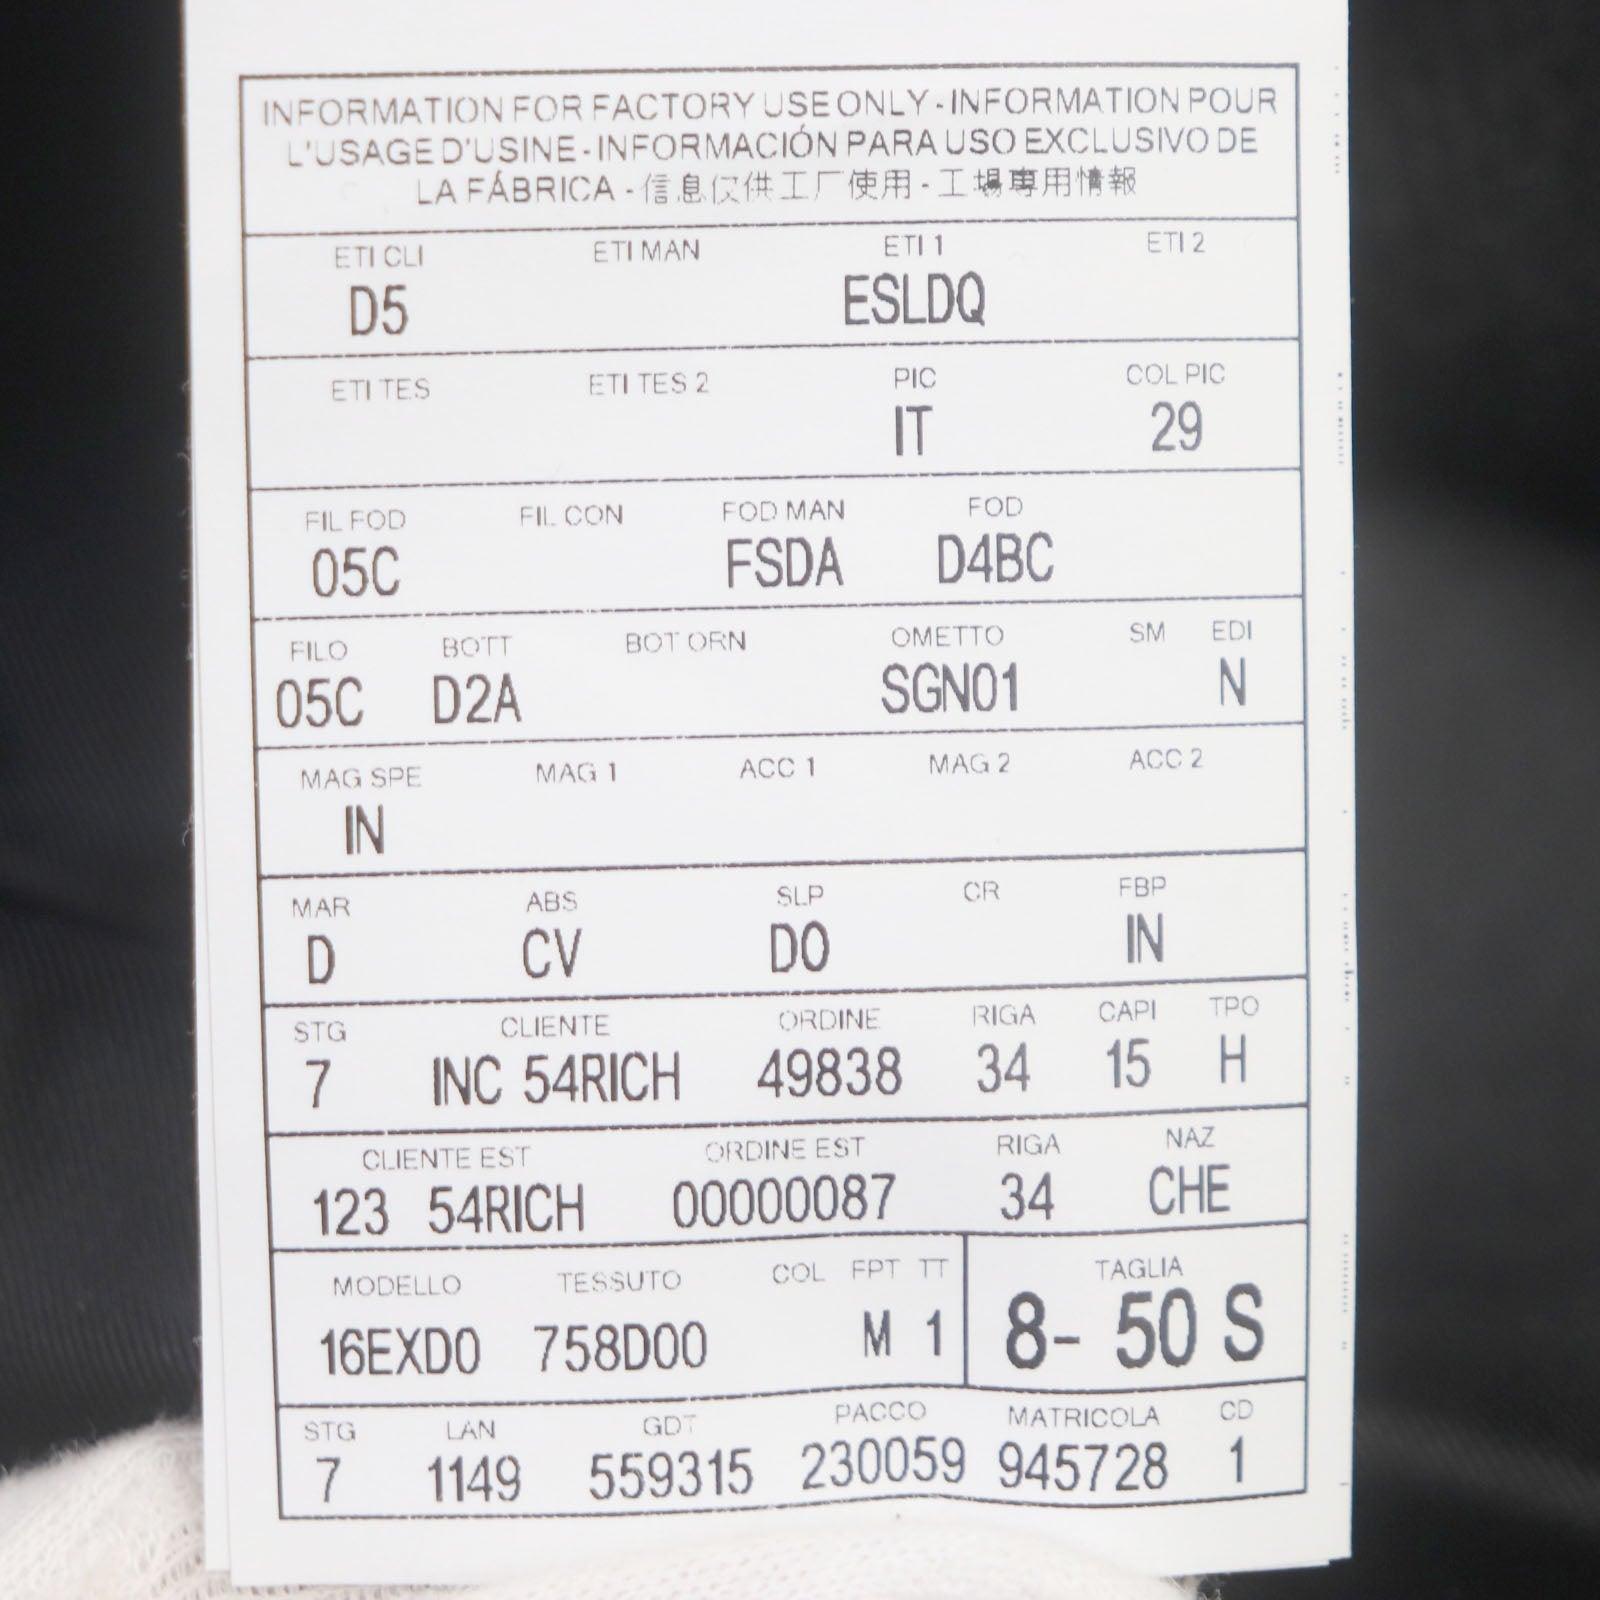 INFORMATION FOR FACTORY USE ONLY - INFORMATION POUR
L'USAGE D'USINE - INFORMACIÓN PARA USO EXCLUSIVO DE
LA FÁBRICA - 信息仅供工厂使用 - 工場専用情報
ETI CLI ETI MAN ETI 1 ETI 2
D5 ESLDQ
ETI TES ETI TES 2 PIC COL PIC
IT 29
FIL FOD FIL CON FOD MAN FOD
05C FSDA D4BC
FILO BOTT BOT ORN OMETTO SM EDI
05C D2A SGN01 N
MAG SPE MAG 1 ACC 1 MAG 2 ACC 2
IN
MAR ABS SLP CR FBP
D CV DO IN
STG CLIENTE ORDINE RIGA CAPI TPO
7 INC 54RICH 49838 34 15 H
CLIENTE EST ORDINE EST RIGA NAZ
123 54RICH 00000087 34 CHE
MODELLO TESSUTO COL FPT TT TAGLIA
16EXD0 758D00 M 1 8- 50 S
STG LAN GDT PACCO MATRICOLA CD
7 1149 559315 230059 945728 1